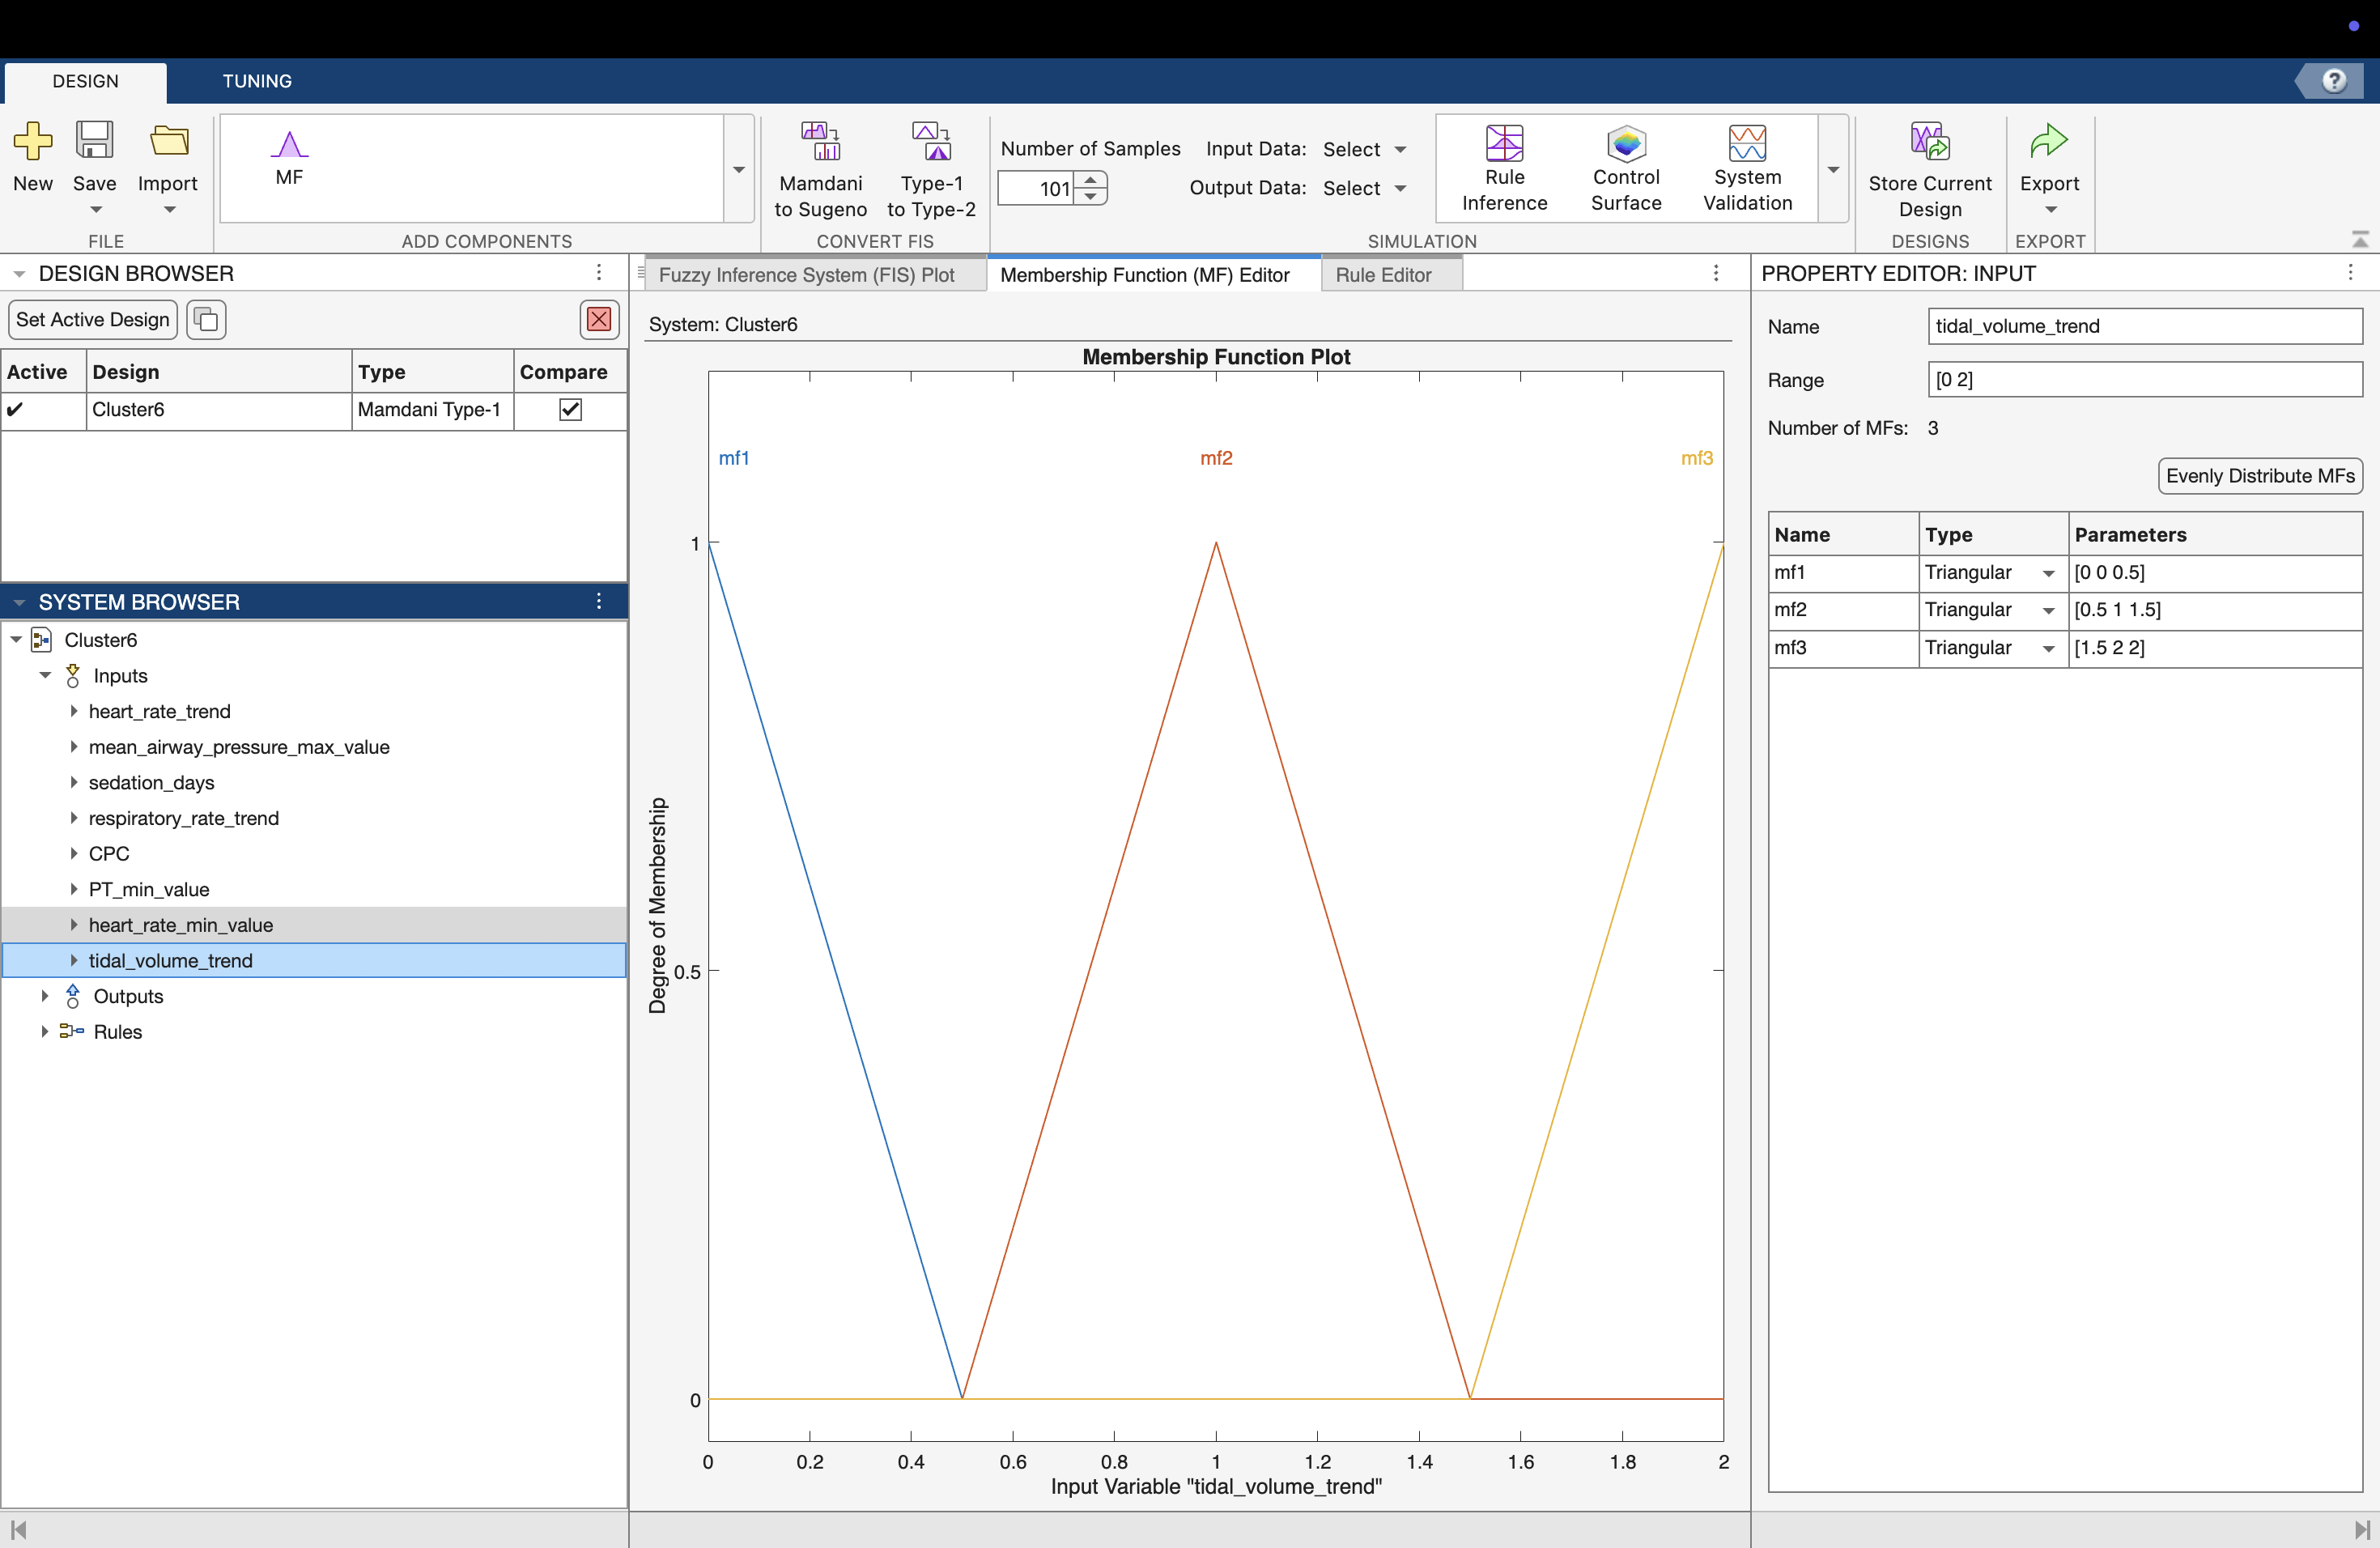 DESIGN
TUNING
New
Save
Import
FILE
MF
ADD COMPONENTS
Mamdani
to Sugeno
Type-1
to Type-2
CONVERT FIS
Number of Samples
101
Input Data: Select
Output Data: Select
Rule
Inference
Control
Surface
System
Validation
SIMULATION
Store Current
Design
DESIGNS
Export
EXPORT
DESIGN BROWSER
Set Active Design
Active Design Type Compare
Cluster6 Mamdani Type-1
SYSTEM BROWSER
Cluster6
Inputs
heart_rate_trend
mean_airway_pressure_max_value
sedation_days
respiratory_rate_trend
CPC
PT_min_value
heart_rate_min_value
tidal_volume_trend
Outputs
Rules
Fuzzy Inference System (FIS) Plot
Membership Function (MF) Editor
Rule Editor
System: Cluster6
Membership Function Plot
mf1 mf2 mf3
1
0.5
0
Degree of Membership
0 0.2 0.4 0.6 0.8 1 1.2 1.4 1.6 1.8 2
Input Variable "tidal_volume_trend"
PROPERTY EDITOR: INPUT
Name tidal_volume_trend
Range [0 2]
Number of MFs: 3
Evenly Distribute MFs
Name Type Parameters
mf1 Triangular [0 0 0.5]
mf2 Triangular [0.5 1 1.5]
mf3 Triangular [1.5 2 2]